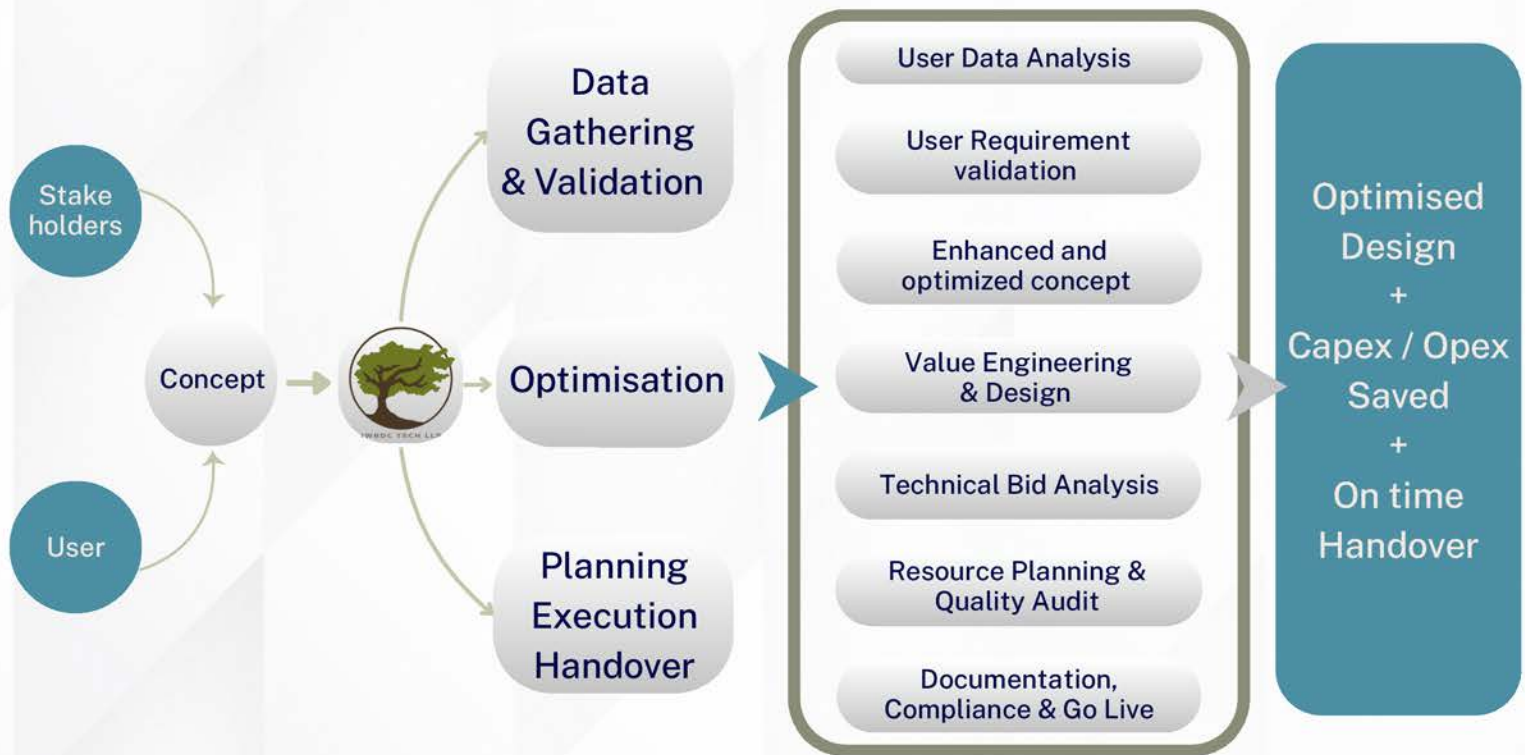 Stake
holders
User
Concept
TECH LLP
Data
Gathering
& Validation
Optimisation
Planning
Execution
Handover
User Data Analysis
User Requirement
validation
Enhanced and
optimized concept
Value Engineering
& Design
Technical Bid Analysis
Resource Planning &
Quality Audit
Documentation,
Compliance & Go Live
Optimised
Design
+
Capex / Opex
Saved
+
On time
Handover